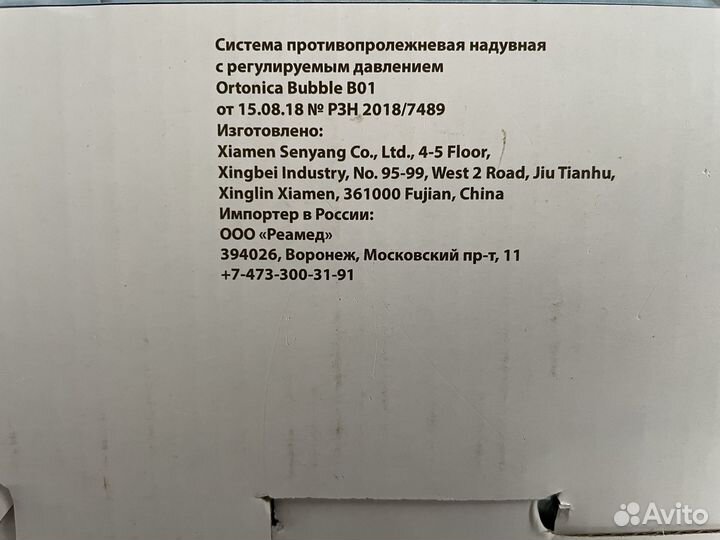 Система противопролежневая надувная
с регулируемым давлением
Ortonica Bubble B01
от 15.08.18 № РЗН 2018/7489
Изготовлено:
Xiamen Senyang Co., Ltd., 4-5 Floor,
Xingbei Industry, No. 95-99, West 2 Road, Jiu Tianhu,
Xinglin Xiamen, 361000 Fujian, China
Импортер в России:
ООО «Реамед»
394026, Воронеж, Московский пр-т, 11
+7-473-300-31-91
Avito